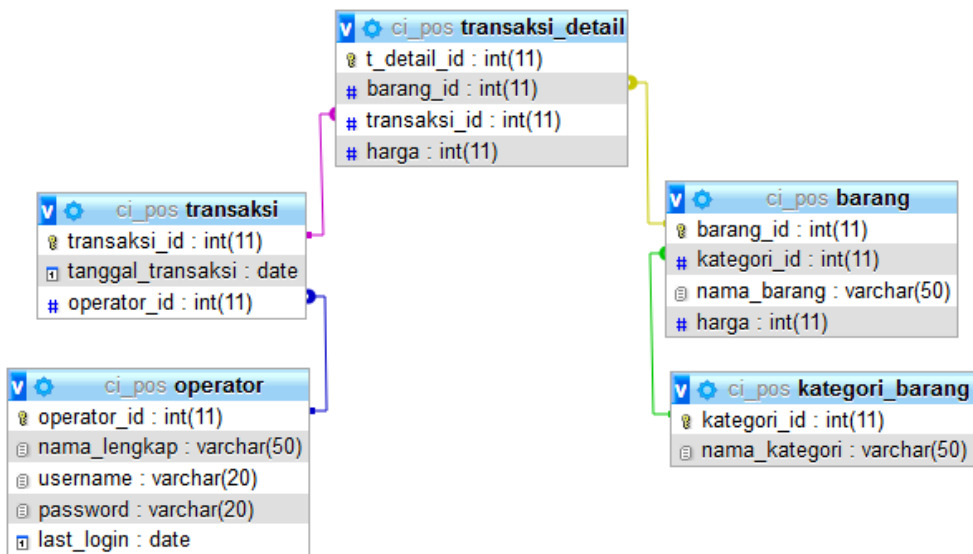 ci_pos transaksi_detail
t_detail_id : int(11)
barang_id : int(11)
transaksi_id : int(11)
harga : int(11)
ci_pos transaksi
transaksi_id : int(11)
tanggal_transaksi : date
operator_id : int(11)
ci_pos barang
barang_id : int(11)
kategori_id : int(11)
nama_barang : varchar(50)
harga : int(11)
ci_pos operator
operator_id : int(11)
nama_lengkap : varchar(50)
username : varchar(20)
password : varchar(20)
last_login : date
ci_pos kategori_barang
kategori_id : int(11)
nama_kategori : varchar(50)